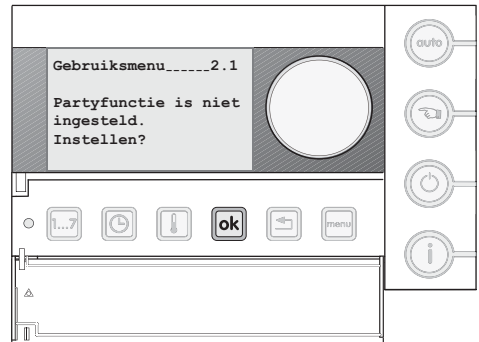 Gebruiksmenu______2.1
Partyfunctie is niet
ingesteld.
Instellen?
auto
1...7
ok
menu
i